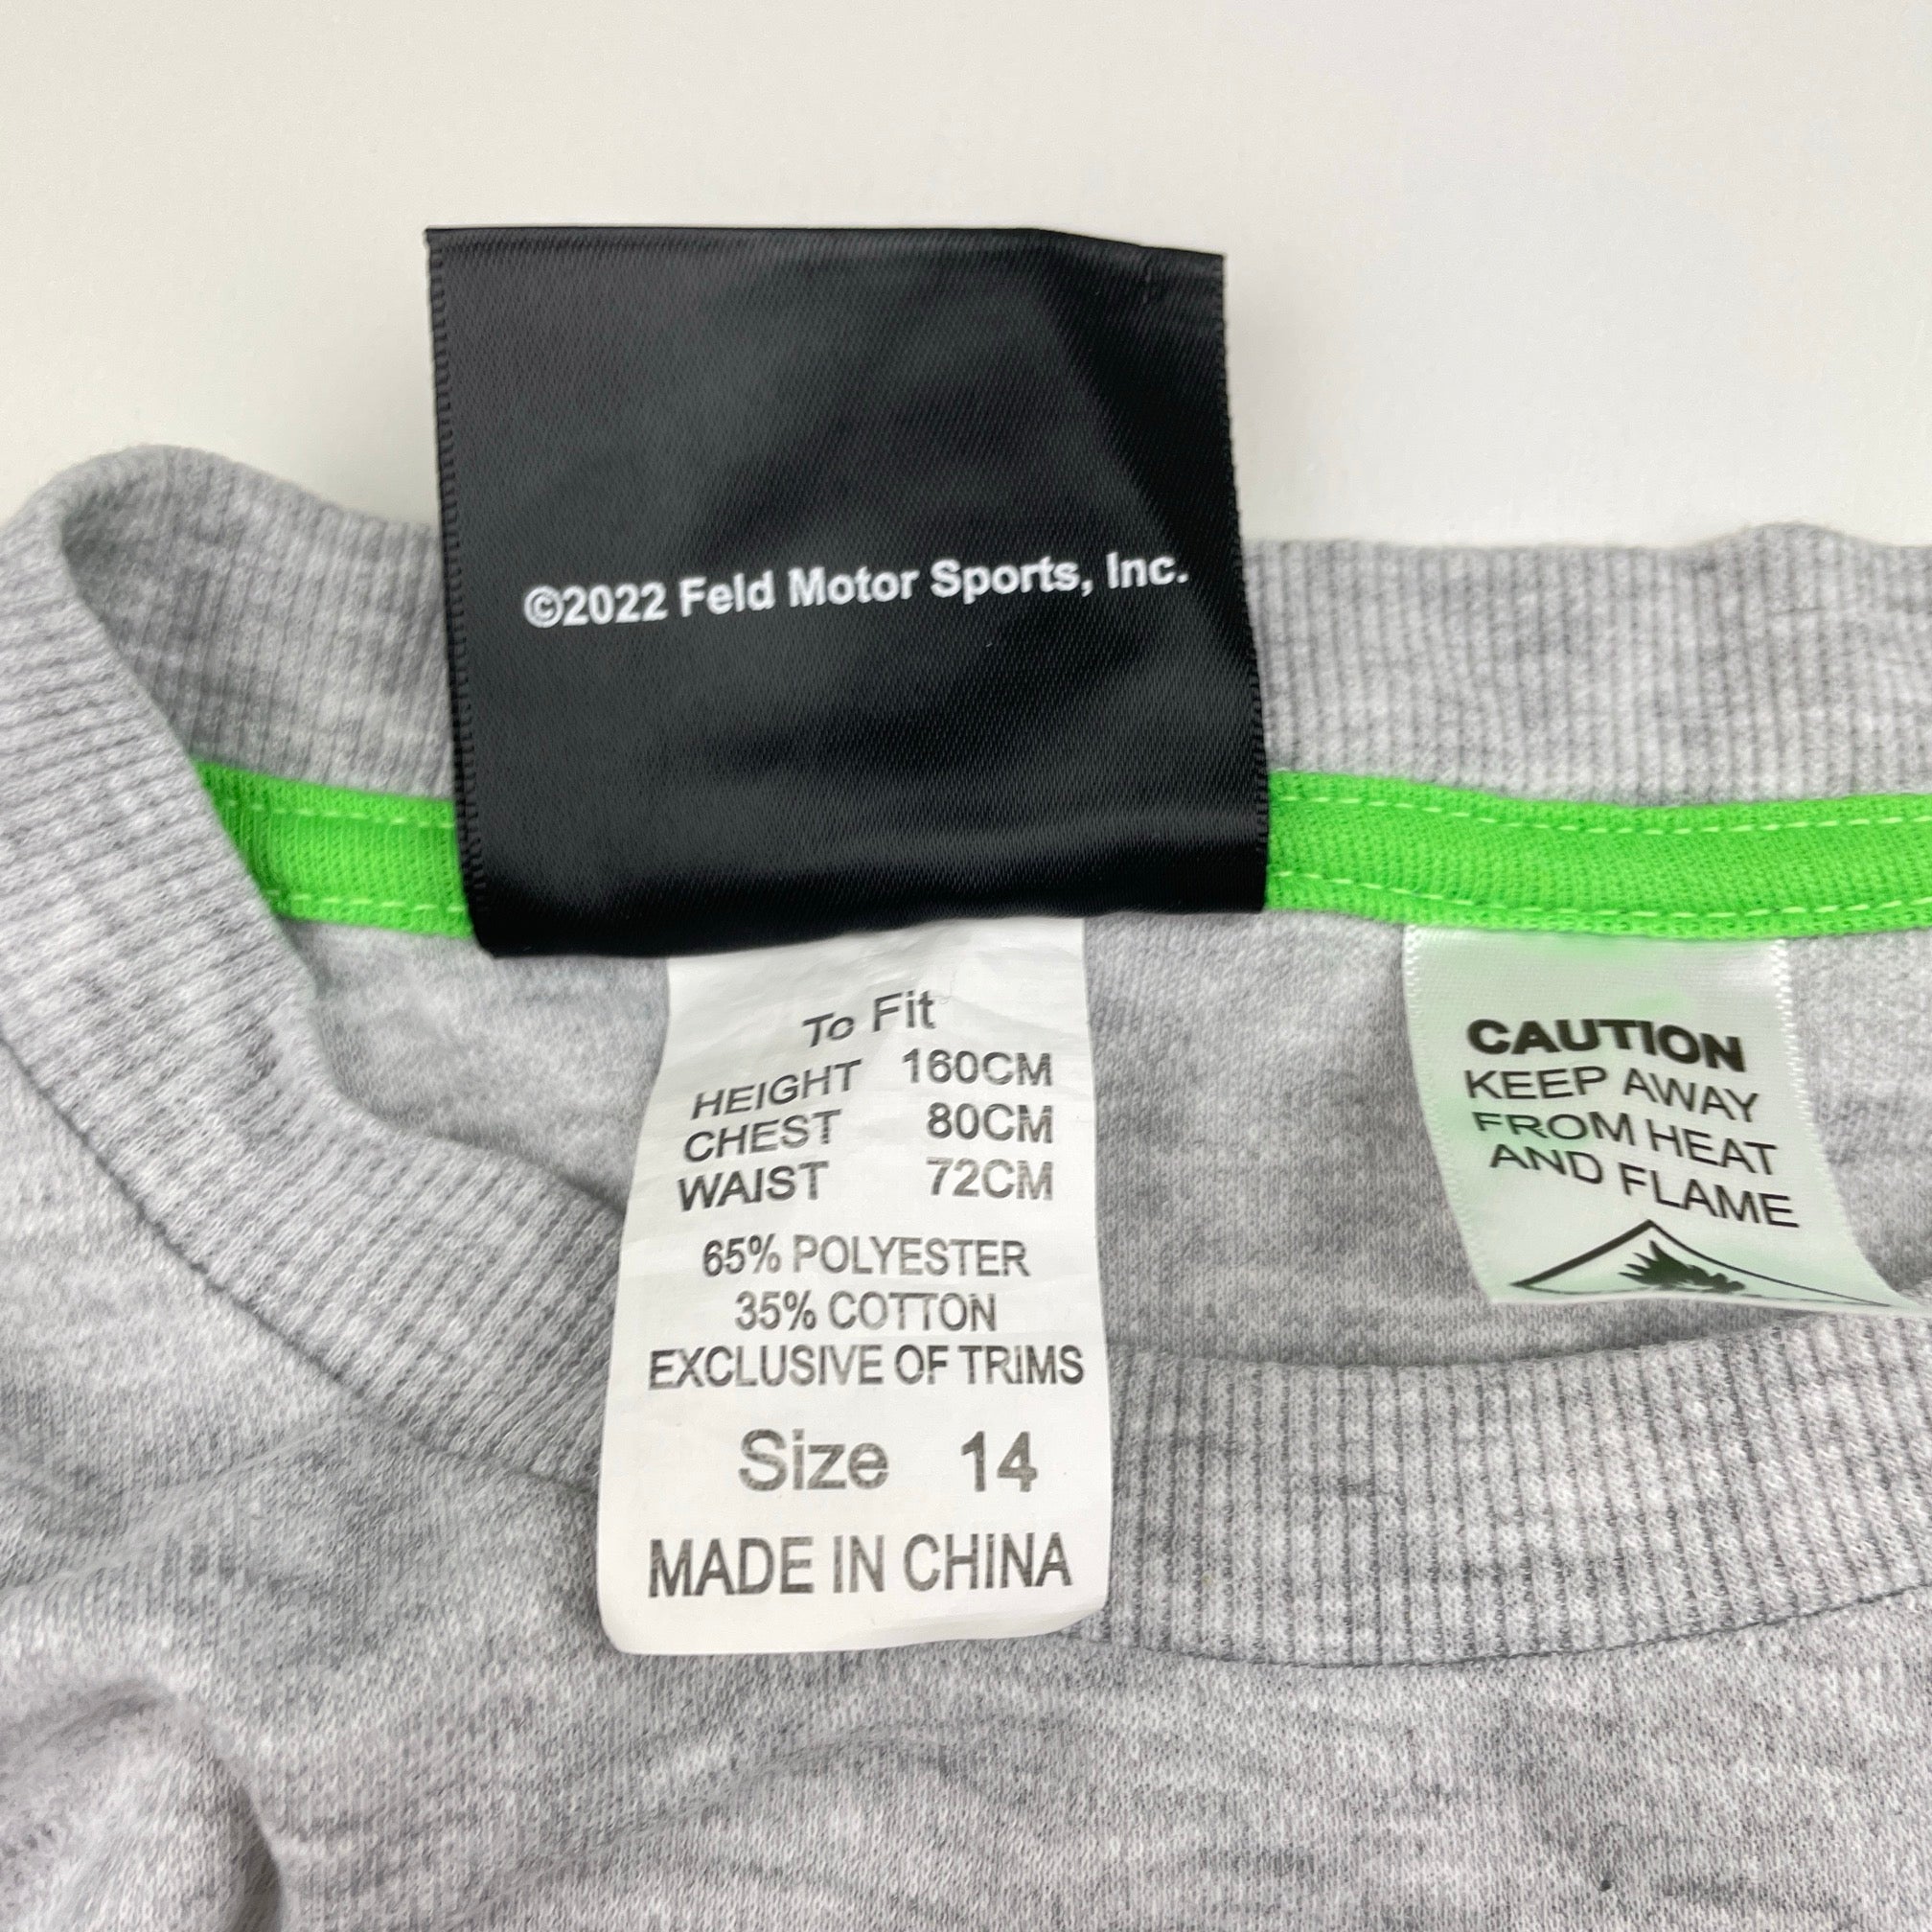 ©2022 Feld Motor Sports, Inc.
To Fit
HEIGHT 160CM
CHEST 80CM
WAIST 72CM
65% POLYESTER
35% COTTON
EXCLUSIVE OF TRIMS
Size 14
MADE IN CHINA
CAUTION
KEEP AWAY
FROM HEAT
AND FLAME